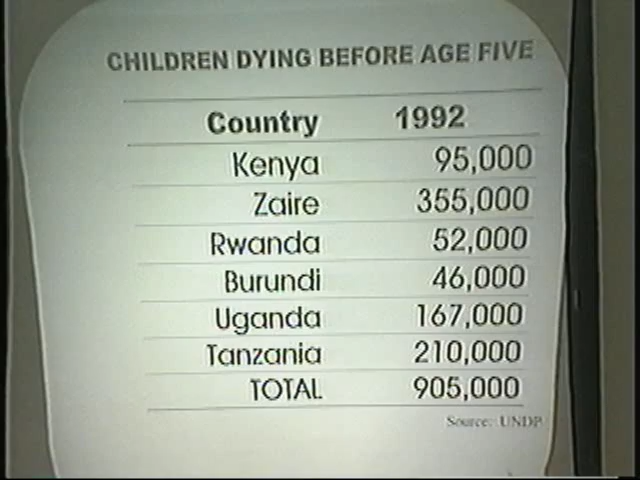 CHILDREN DYING BEFORE AGE FIVE
Country 1992
Kenya 95,000
Zaire 355,000
Rwanda 52,000
Burundi 46,000
Uganda 167,000
Tanzania 210,000
TOTAL 905,000
Source: UNDP